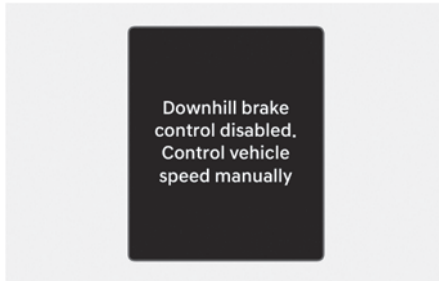 Downhill brake
control disabled.
Control vehicle
speed manually